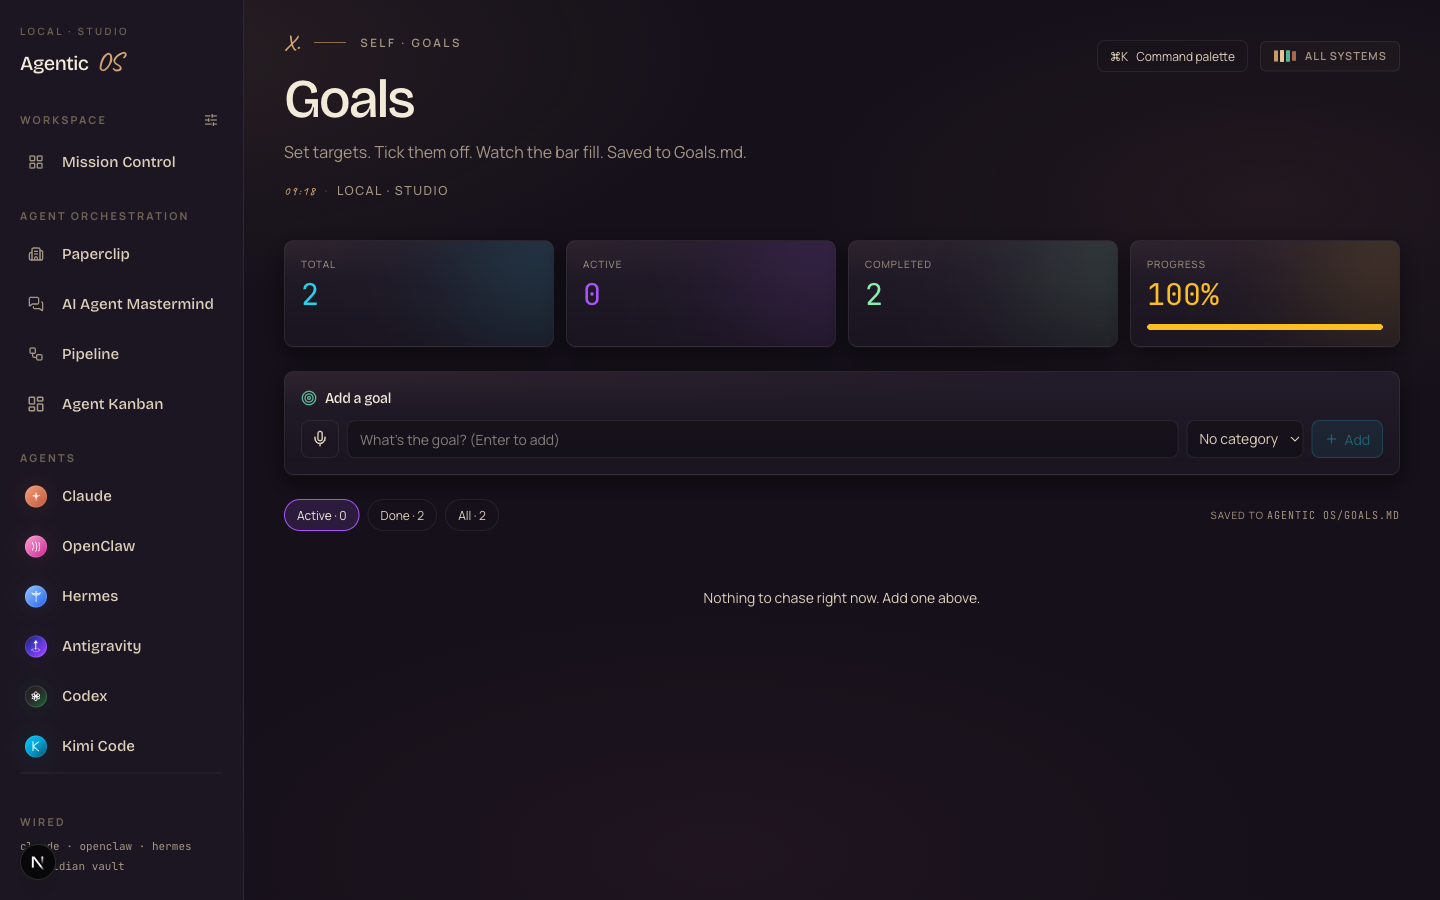 LOCAL · STUDIO
Agentic OS
WORKSPACE
Mission Control
AGENT ORCHESTRATION
Paperclip
AI Agent Mastermind
Pipeline
Agent Kanban
AGENTS
Claude
OpenClaw
Hermes
Antigravity
Codex
Kimi Code
WIRED
· openclaw · hermes
vault
N
X. SELF · GOALS
Goals
Set targets. Tick them off. Watch the bar fill. Saved to Goals.md.
09:18 · LOCAL · STUDIO
⌘K Command palette
ALL SYSTEMS
TOTAL
2
ACTIVE
0
COMPLETED
2
PROGRESS
100%
Add a goal
What's the goal? (Enter to add)
No category
+ Add
Active · 0
Done · 2
All · 2
SAVED TO AGENTIC OS/GOALS.MD
Nothing to chase right now. Add one above.